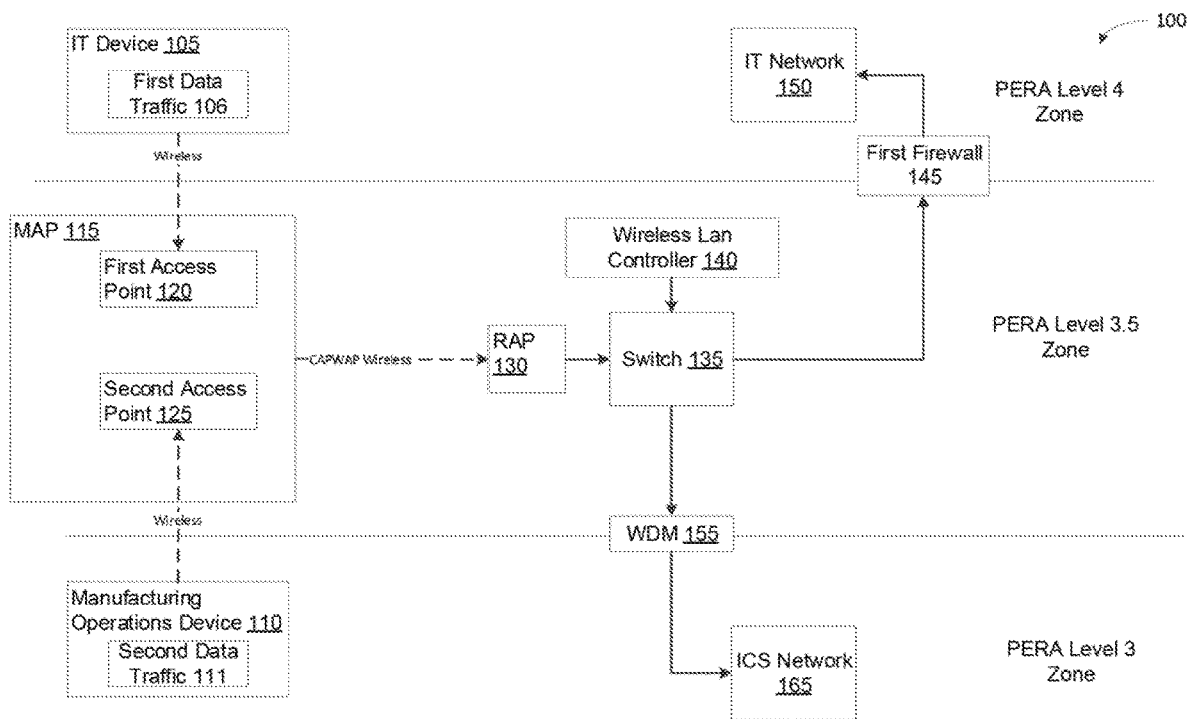 100
IT Device 105
First Data
Traffic 106
Wireless
IT Network
150
PERA Level 4
Zone
First Firewall
145
MAP 115
First Access
Point 120
Second Access
Point 125
CAPWAP Wireless
RAP
130
Wireless Lan
Controller 140
Switch 135
PERA Level 3.5
Zone
Wireless
WDM 155
Manufacturing
Operations Device 110
Second Data
Traffic 111
ICS Network
165
PERA Level 3
Zone